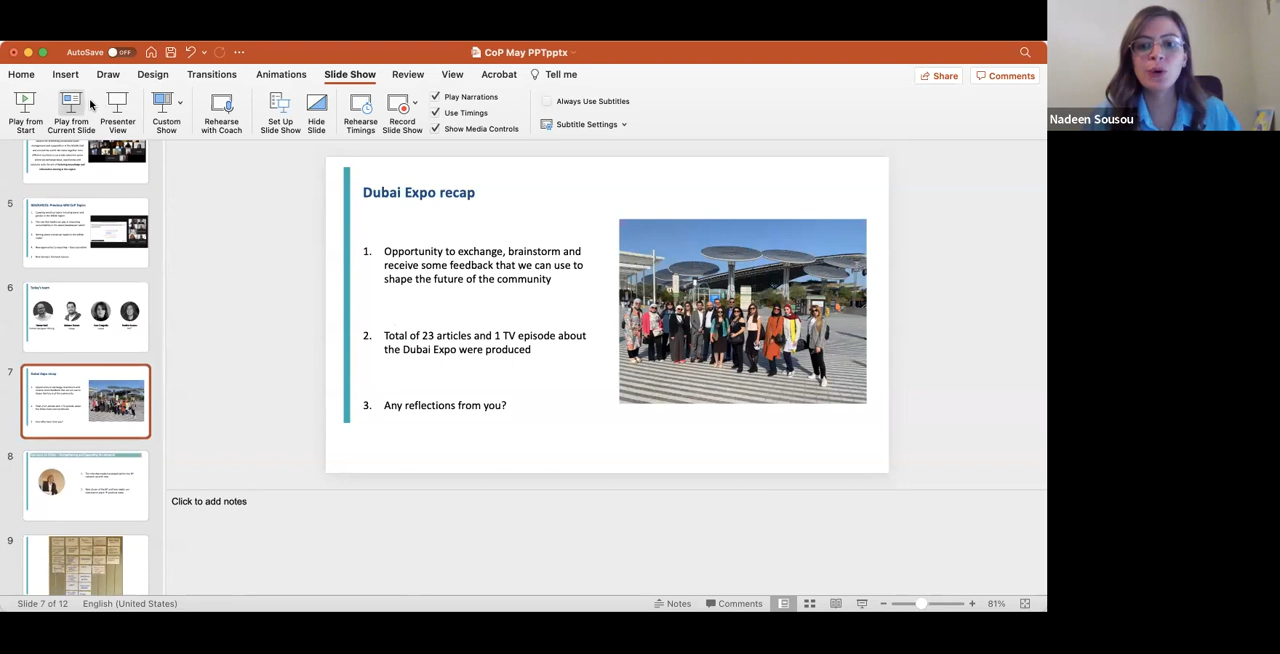 AutoSave
OFF
CoP May PPTpptx
Home
Insert
Draw
Design
Transitions
Animations
Slide Show
Review
View
Acrobat
Tell me
Share
Comments
Play from
Start
Play from
Current Slide
Presenter
View
Custom
Show
Rehearse
with Coach
Set Up
Slide Show
Hide
Slide
Rehearse
Timings
Record
Slide Show
Play Narrations
Use Timings
Show Media Controls
Always Use Subtitles
Subtitle Settings
Nadeen Sousou
5
6
Today's team
7
Dubai Expo recap
8
9
Dubai Expo recap
1. Opportunity to exchange, brainstorm and
receive some feedback that we can use to
shape the future of the community
2. Total of 23 articles and 1 TV episode about
the Dubai Expo were produced
3. Any reflections from you?
Click to add notes
Slide 7 of 12
English (United States)
Notes
Comments
81%